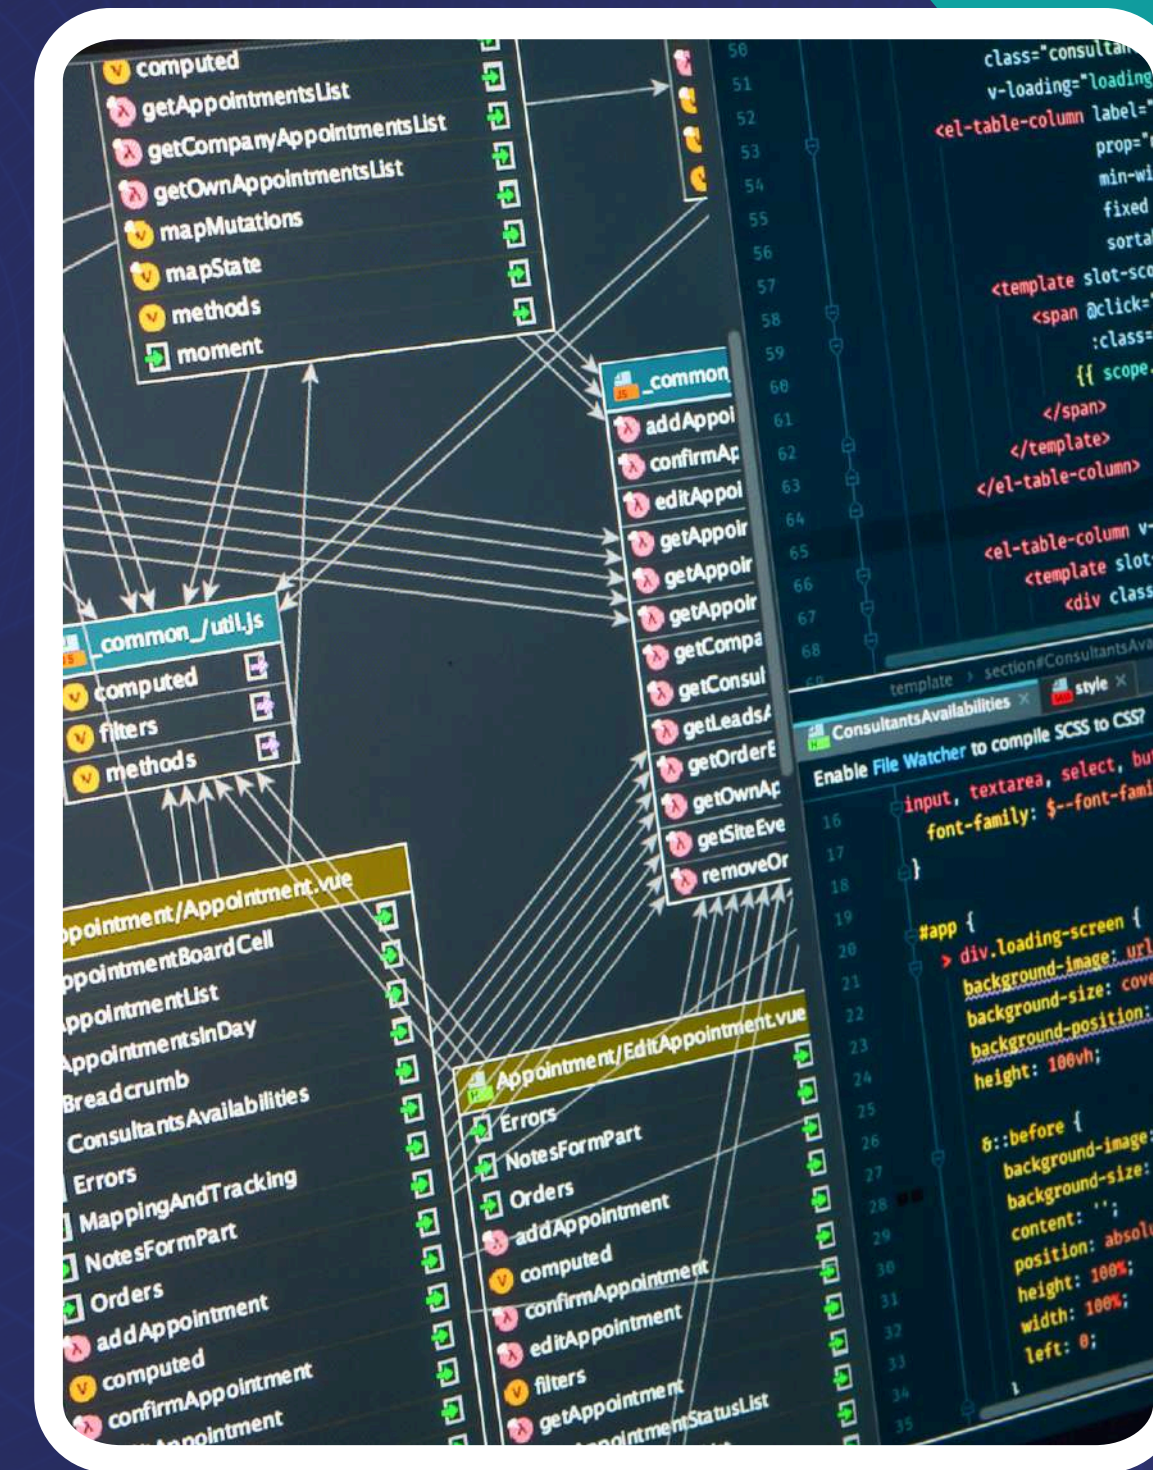 computed
getAppointmentsList
getCompanyAppointmentsList
getOwnAppointmentsList
mapMutations
mapState
methods
moment
_common_/util.js
computed
filters
methods
ppointment/Appointment.vue
ppointmentBoardCell
ppointmentList
AppointmentsInDay
Breadcrumb
ConsultantsAvailabilities
Errors
MappingAndTracking
NotesFormPart
Orders
addAppointment
computed
confirmAppointment
ppointment
_common_
addAppoi
confirmAp
editAppoi
getAppoir
getAppoir
getAppoir
getCompa
getConsul
getLeadsA
getOrderE
getOwnAp
getSiteEve
removeOr
Appointment/EditAppointment.vue
Errors
NotesFormPart
Orders
addAppointment
computed
confirmAppointment
editAppointment
filters
getAppointment
ppointmentStatusList
50 class="consultan
51 v-loading="loading
52 <el-table-column label="
53 prop="
54 min-wi
55 fixed
56 sorta
57 <template slot-sco
58 <span @click="
59 :class=
60 {{ scope.
61 </span>
62 </template>
63 </el-table-column>
64
65 <el-table-column v-
66 <template slot-
67 <div class
68
template > section#ConsultantsAva
ConsultantsAvailabilities × style ×
Enable File Watcher to compile SCSS to CSS?
16 input, textarea, select, bu
17 font-family: $--font-fami
18 }
19
20 #app {
21 > div.loading-screen {
22 background-image: url
23 background-size: cove
24 background-position:
25 height: 100vh;
26
27 &::before {
28 background-image:
29 background-size:
30 content: '';
31 position: absolu
32 height: 100%;
33 width: 100%;
34 left: 0;
35 }